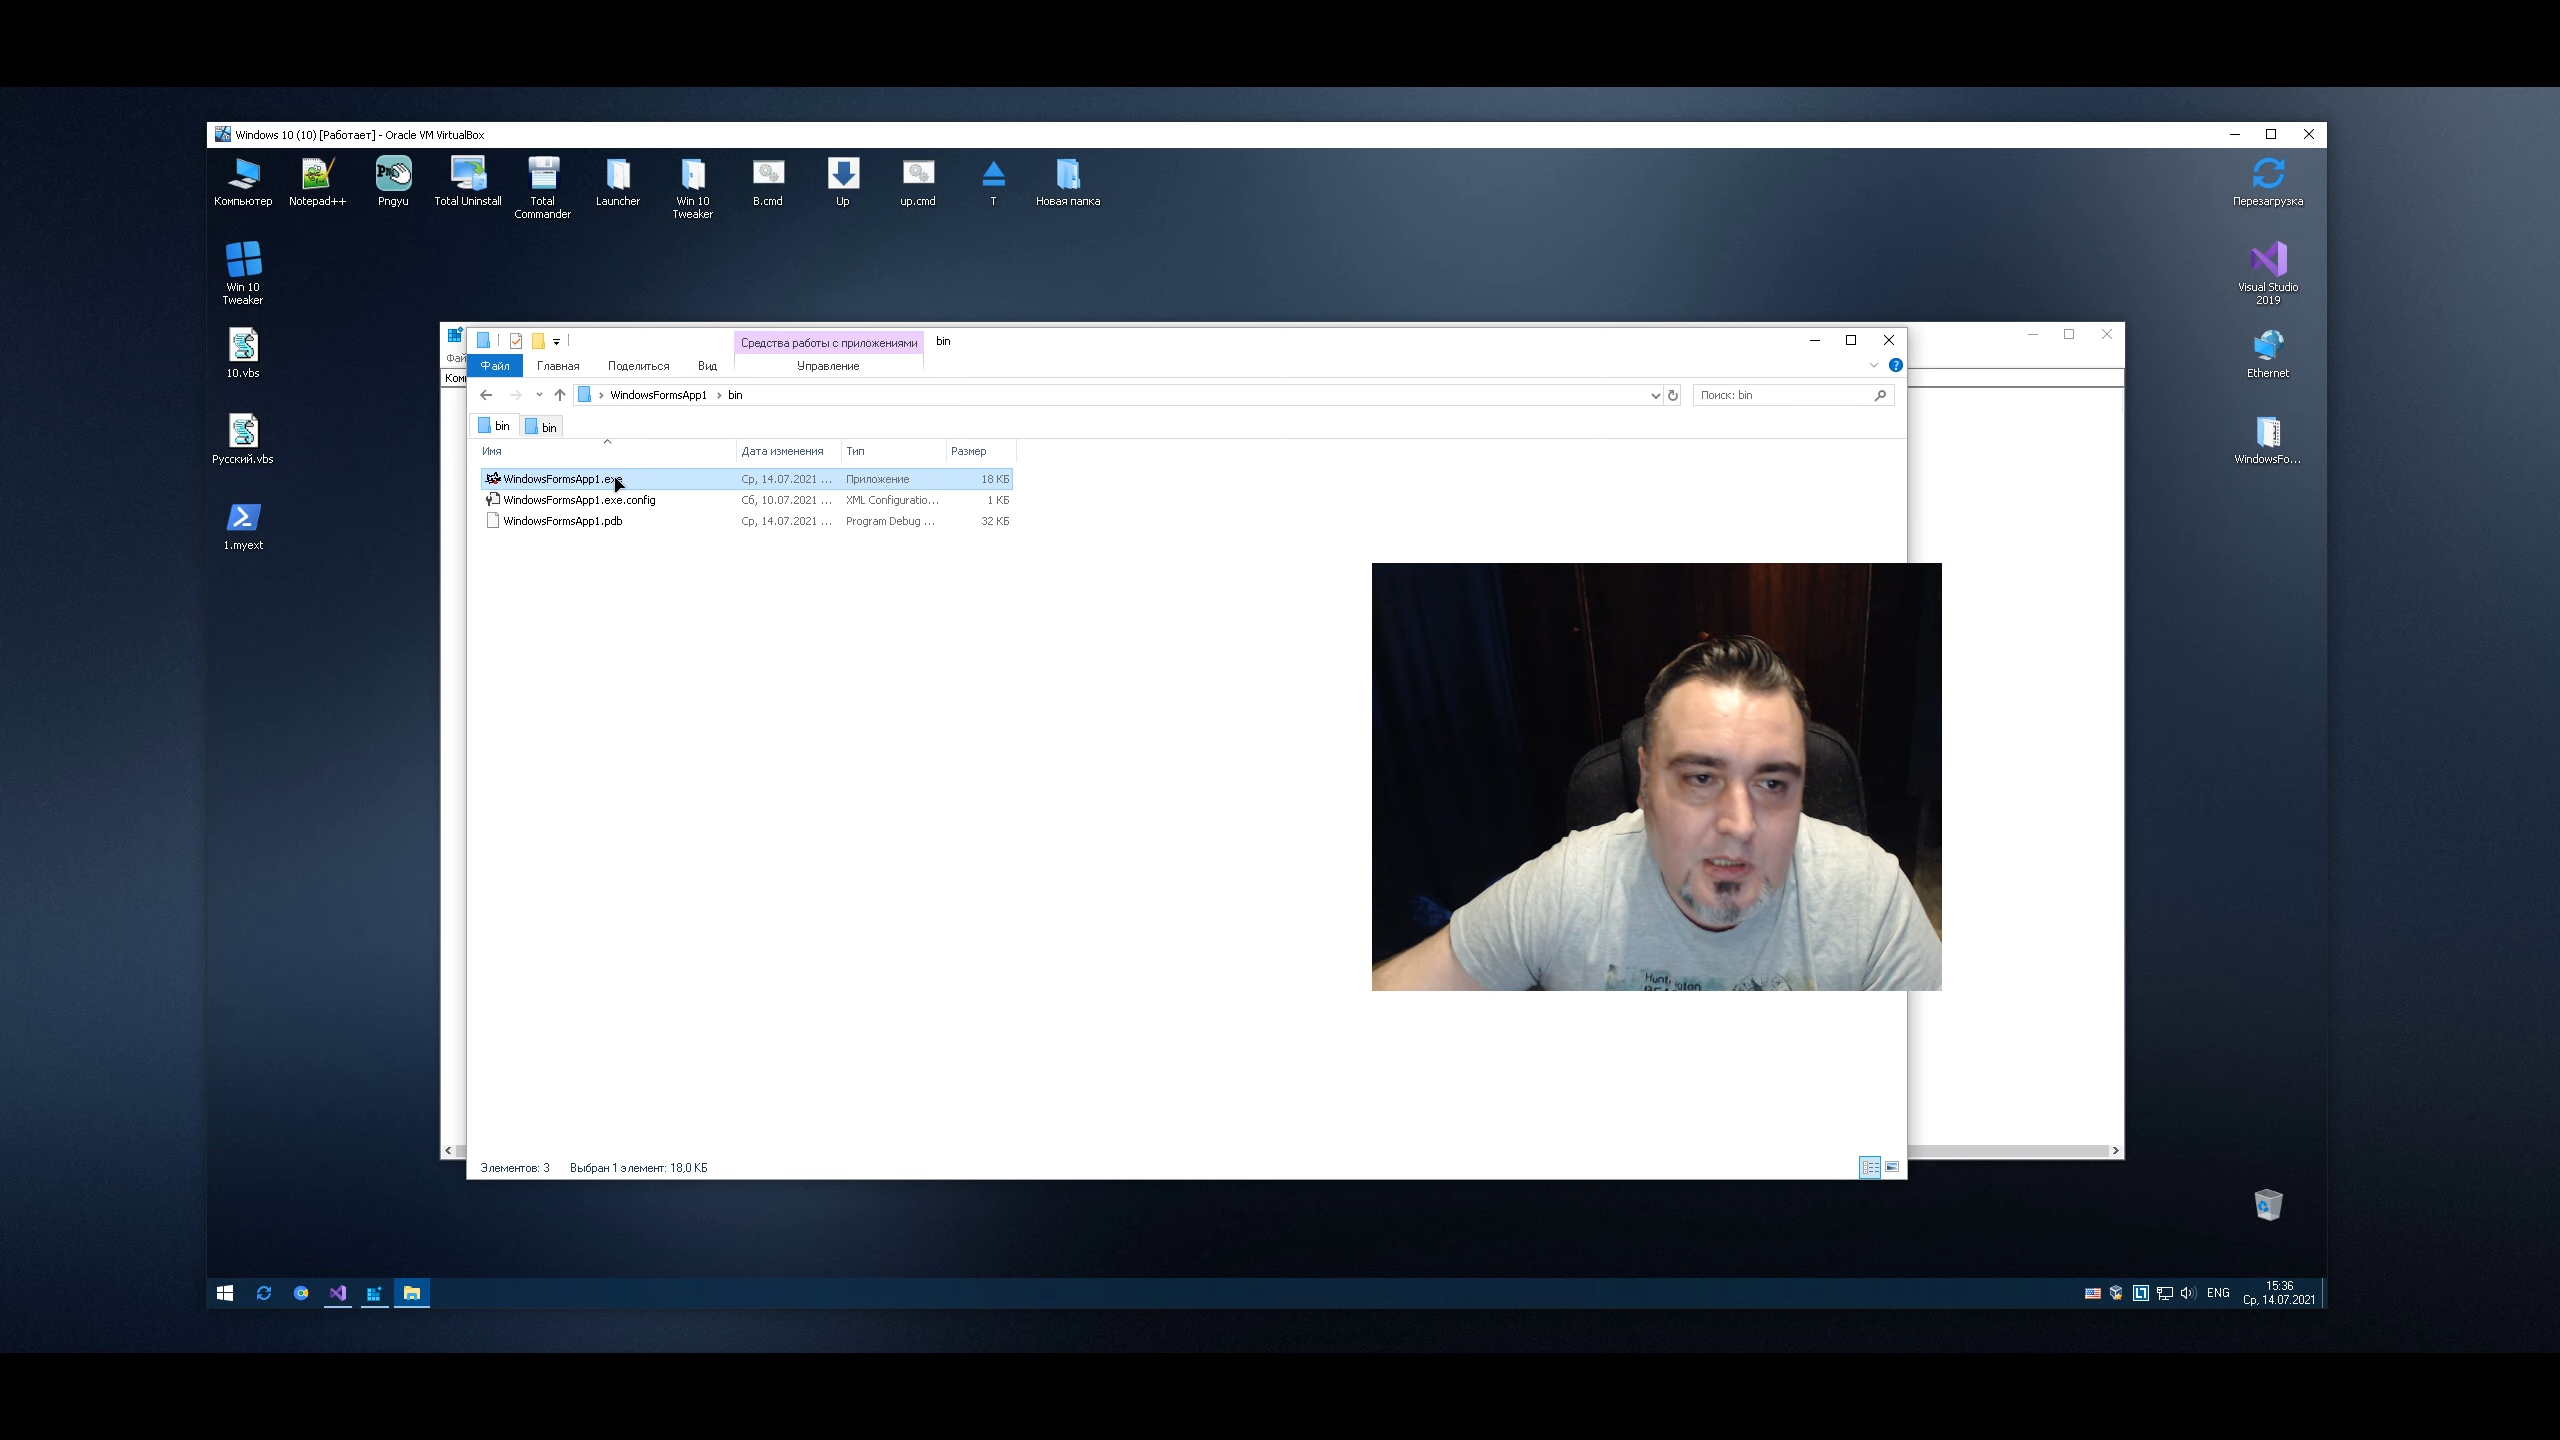 Windows 10 (10) [Работает] - Oracle VM VirtualBox
Компьютер
Notepad++
Pngyu
Total Uninstall
Total
Commander
Launcher
Win 10
Tweaker
B.cmd
Up
up.cmd
T
Новая папка
Перезагрузка
Win 10
Tweaker
Visual Studio
2019
10.vbs
Ethernet
Русский.vbs
WindowsFo...
1.myext
Средства работы с приложениями
bin
Файл
Главная
Поделиться
Вид
Управление
WindowsFormsApp1 > bin
Поиск: bin
bin
bin
Имя
Дата изменения
Тип
Размер
WindowsFormsApp1.exe Ср, 14.07.2021 ... Приложение 18 КБ
WindowsFormsApp1.exe.config Сб, 10.07.2021 ... XML Configuratio... 1 КБ
WindowsFormsApp1.pdb Ср, 14.07.2021 ... Program Debug ... 32 КБ
Элементов: 3 Выбран 1 элемент: 18,0 КБ
ENG
15:36
Ср, 14.07.2021